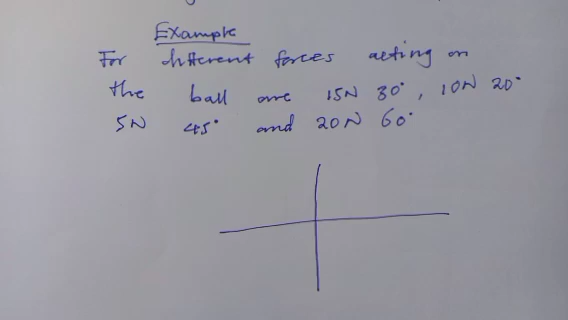 Example
For different forces acting on
the ball are 15N 30°, 10N 20°
5N 45° and 20N 60°